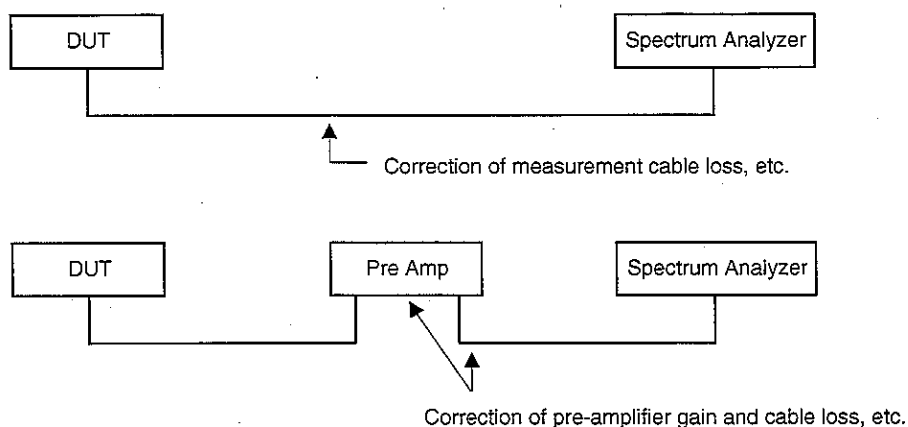 DUT
Spectrum Analyzer
Correction of measurement cable loss, etc.
DUT
Pre Amp
Spectrum Analyzer
Correction of pre-amplifier gain and cable loss, etc.